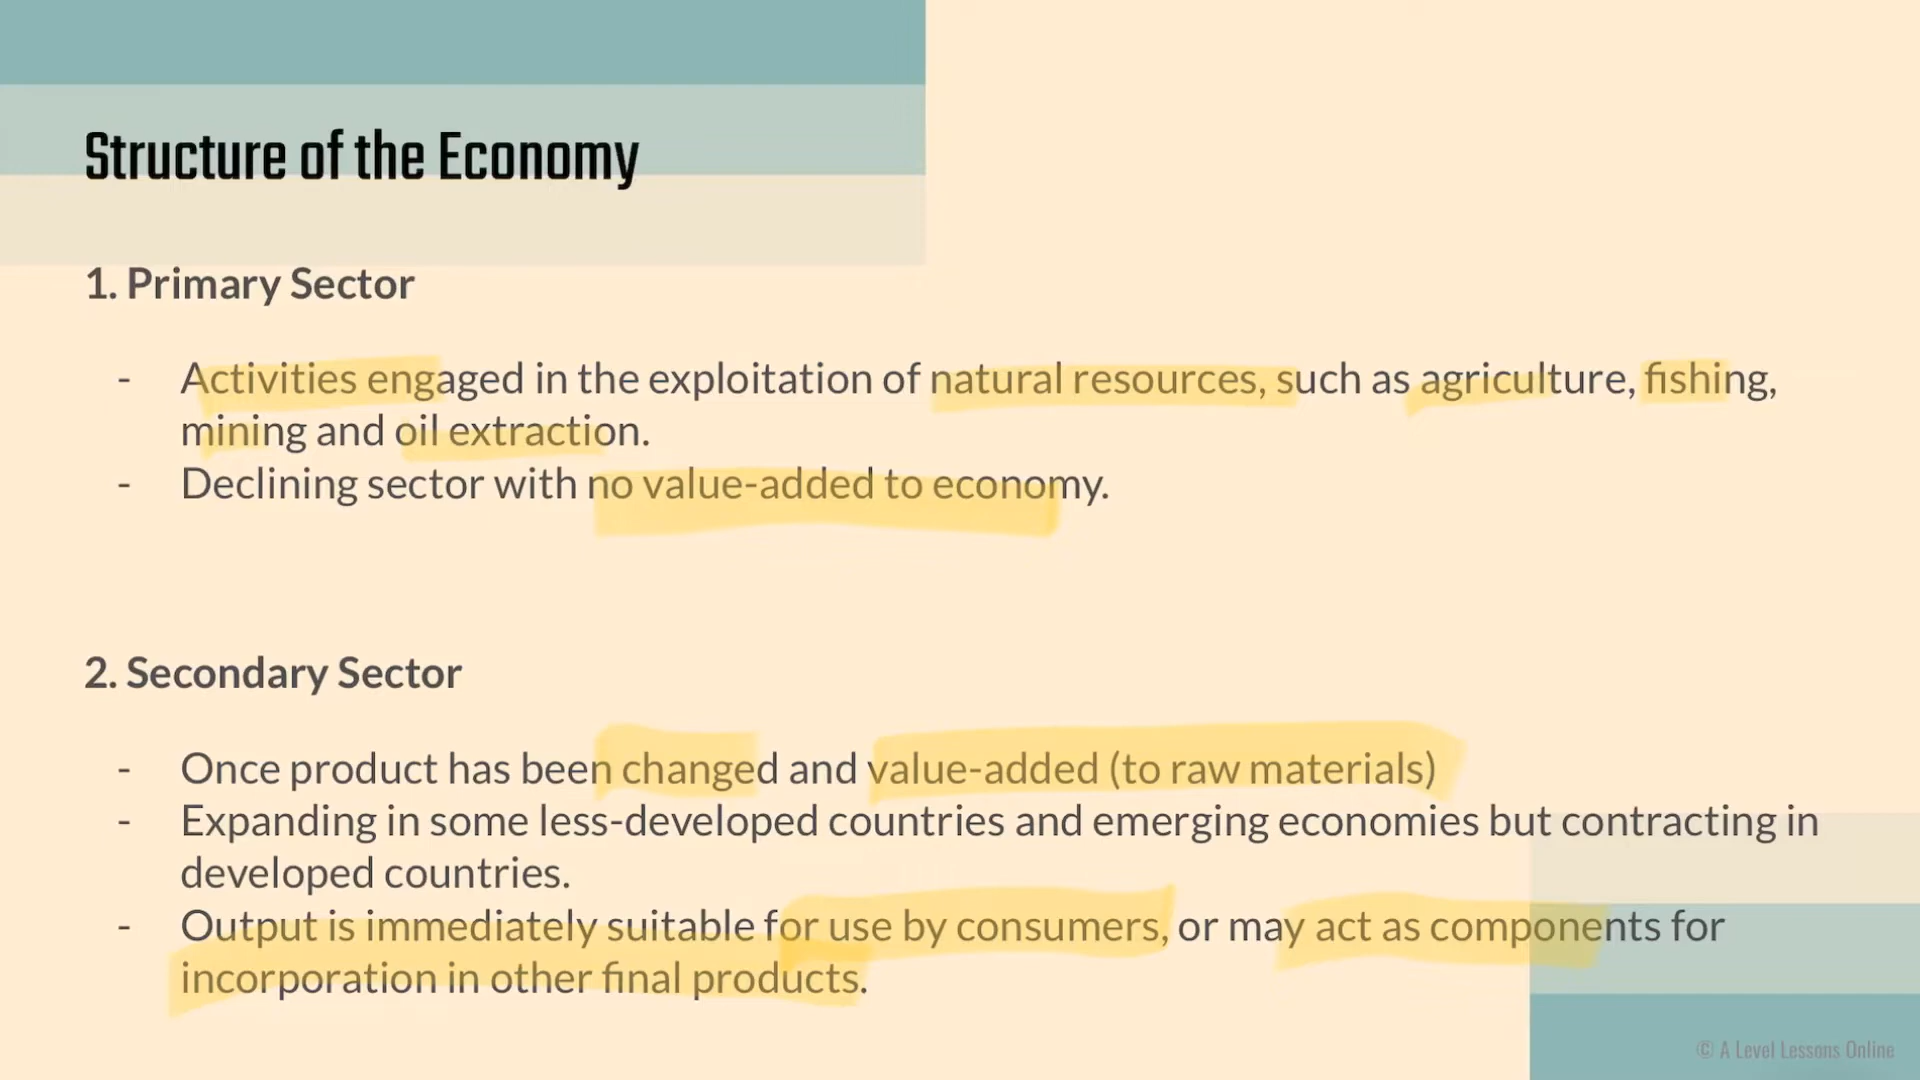 Structure of the Economy
1. Primary Sector
- Activities engaged in the exploitation of natural resources, such as agriculture, fishing,
mining and oil extraction.
- Declining sector with no value-added to economy.
2. Secondary Sector
- Once product has been changed and value-added (to raw materials)
- Expanding in some less-developed countries and emerging economies but contracting in
developed countries.
- Output is immediately suitable for use by consumers, or may act as components for
incorporation in other final products.
© A Level Lessons Online